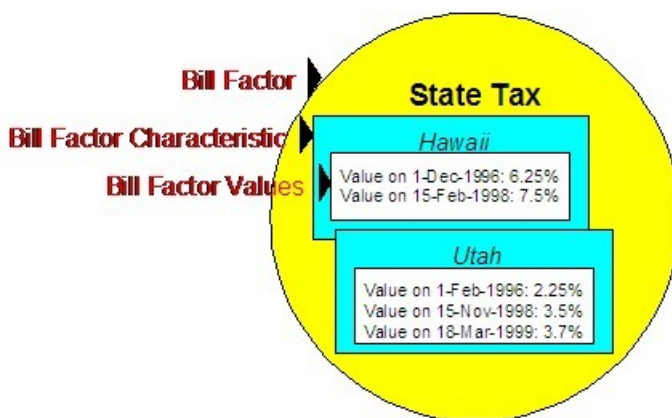 Bill Factor
State Tax
Bill Factor Characteristic
Hawaii
Bill Factor Values
Value on 1-Dec-1996: 6.25%
Value on 15-Feb-1998: 7.5%
Utah
Value on 1-Feb-1996: 2.25%
Value on 15-Nov-1998: 3.5%
Value on 18-Mar-1999: 3.7%